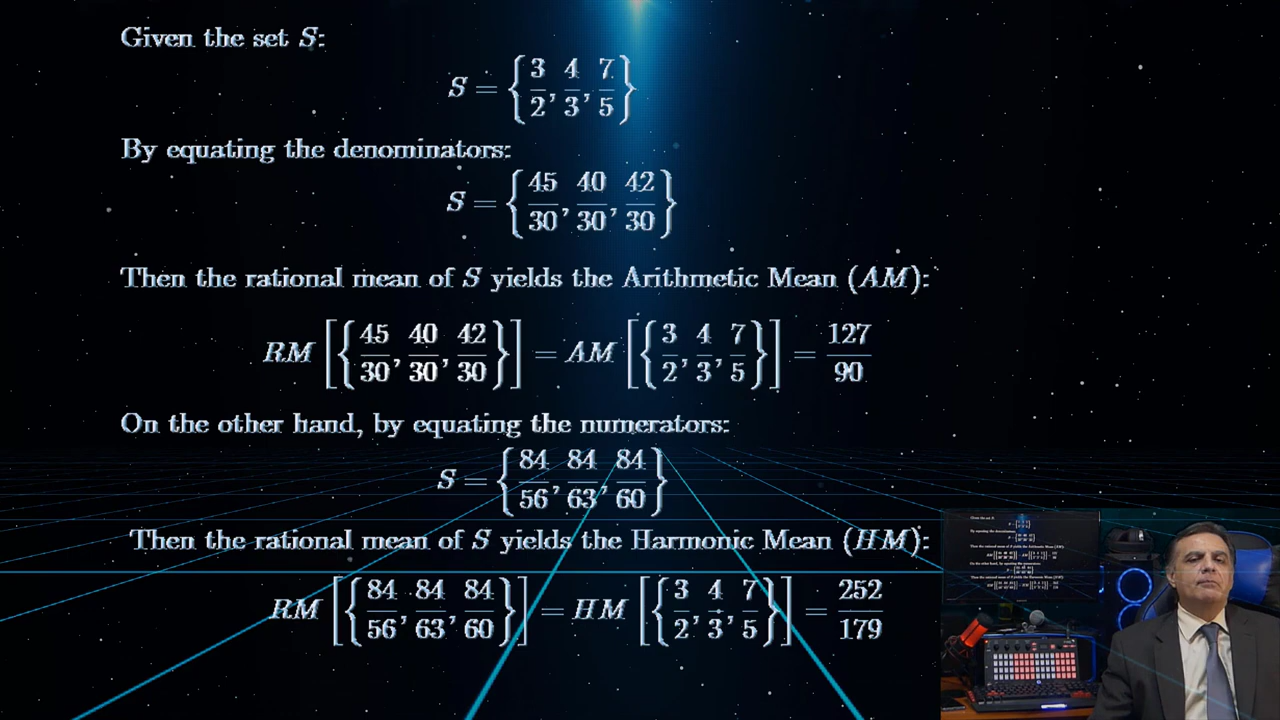 Given the set S:
S = {3/2, 4/3, 7/5}
By equating the denominators:
S = {45/30, 40/30, 42/30}
Then the rational mean of S yields the Arithmetic Mean (AM):
RM [{45/30, 40/30, 42/30}] = AM [{3/2, 4/3, 7/5}] = 127/90
On the other hand, by equating the numerators:
S = {84/56, 84/63, 84/60}
Then the rational mean of S yields the Harmonic Mean (HM):
RM [{84/56, 84/63, 84/60}] = HM [{3/2, 4/3, 7/5}] = 252/179